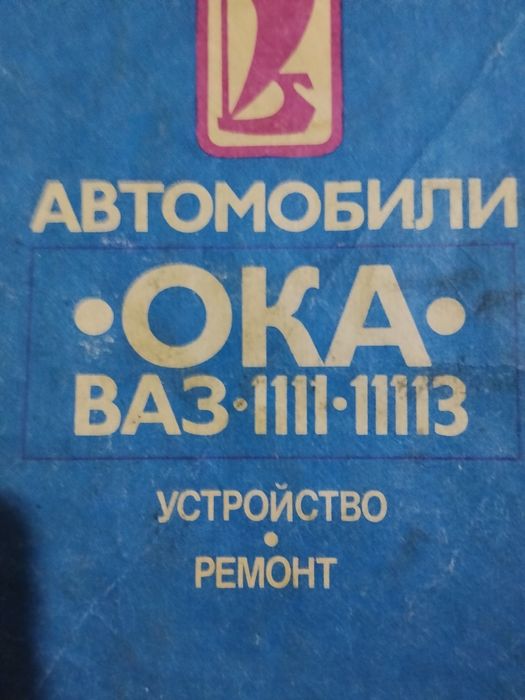 АВТОМОБИЛИ
•ОКА•
ВАЗ•1111•11113
УСТРОЙСТВО
•
РЕМОНТ